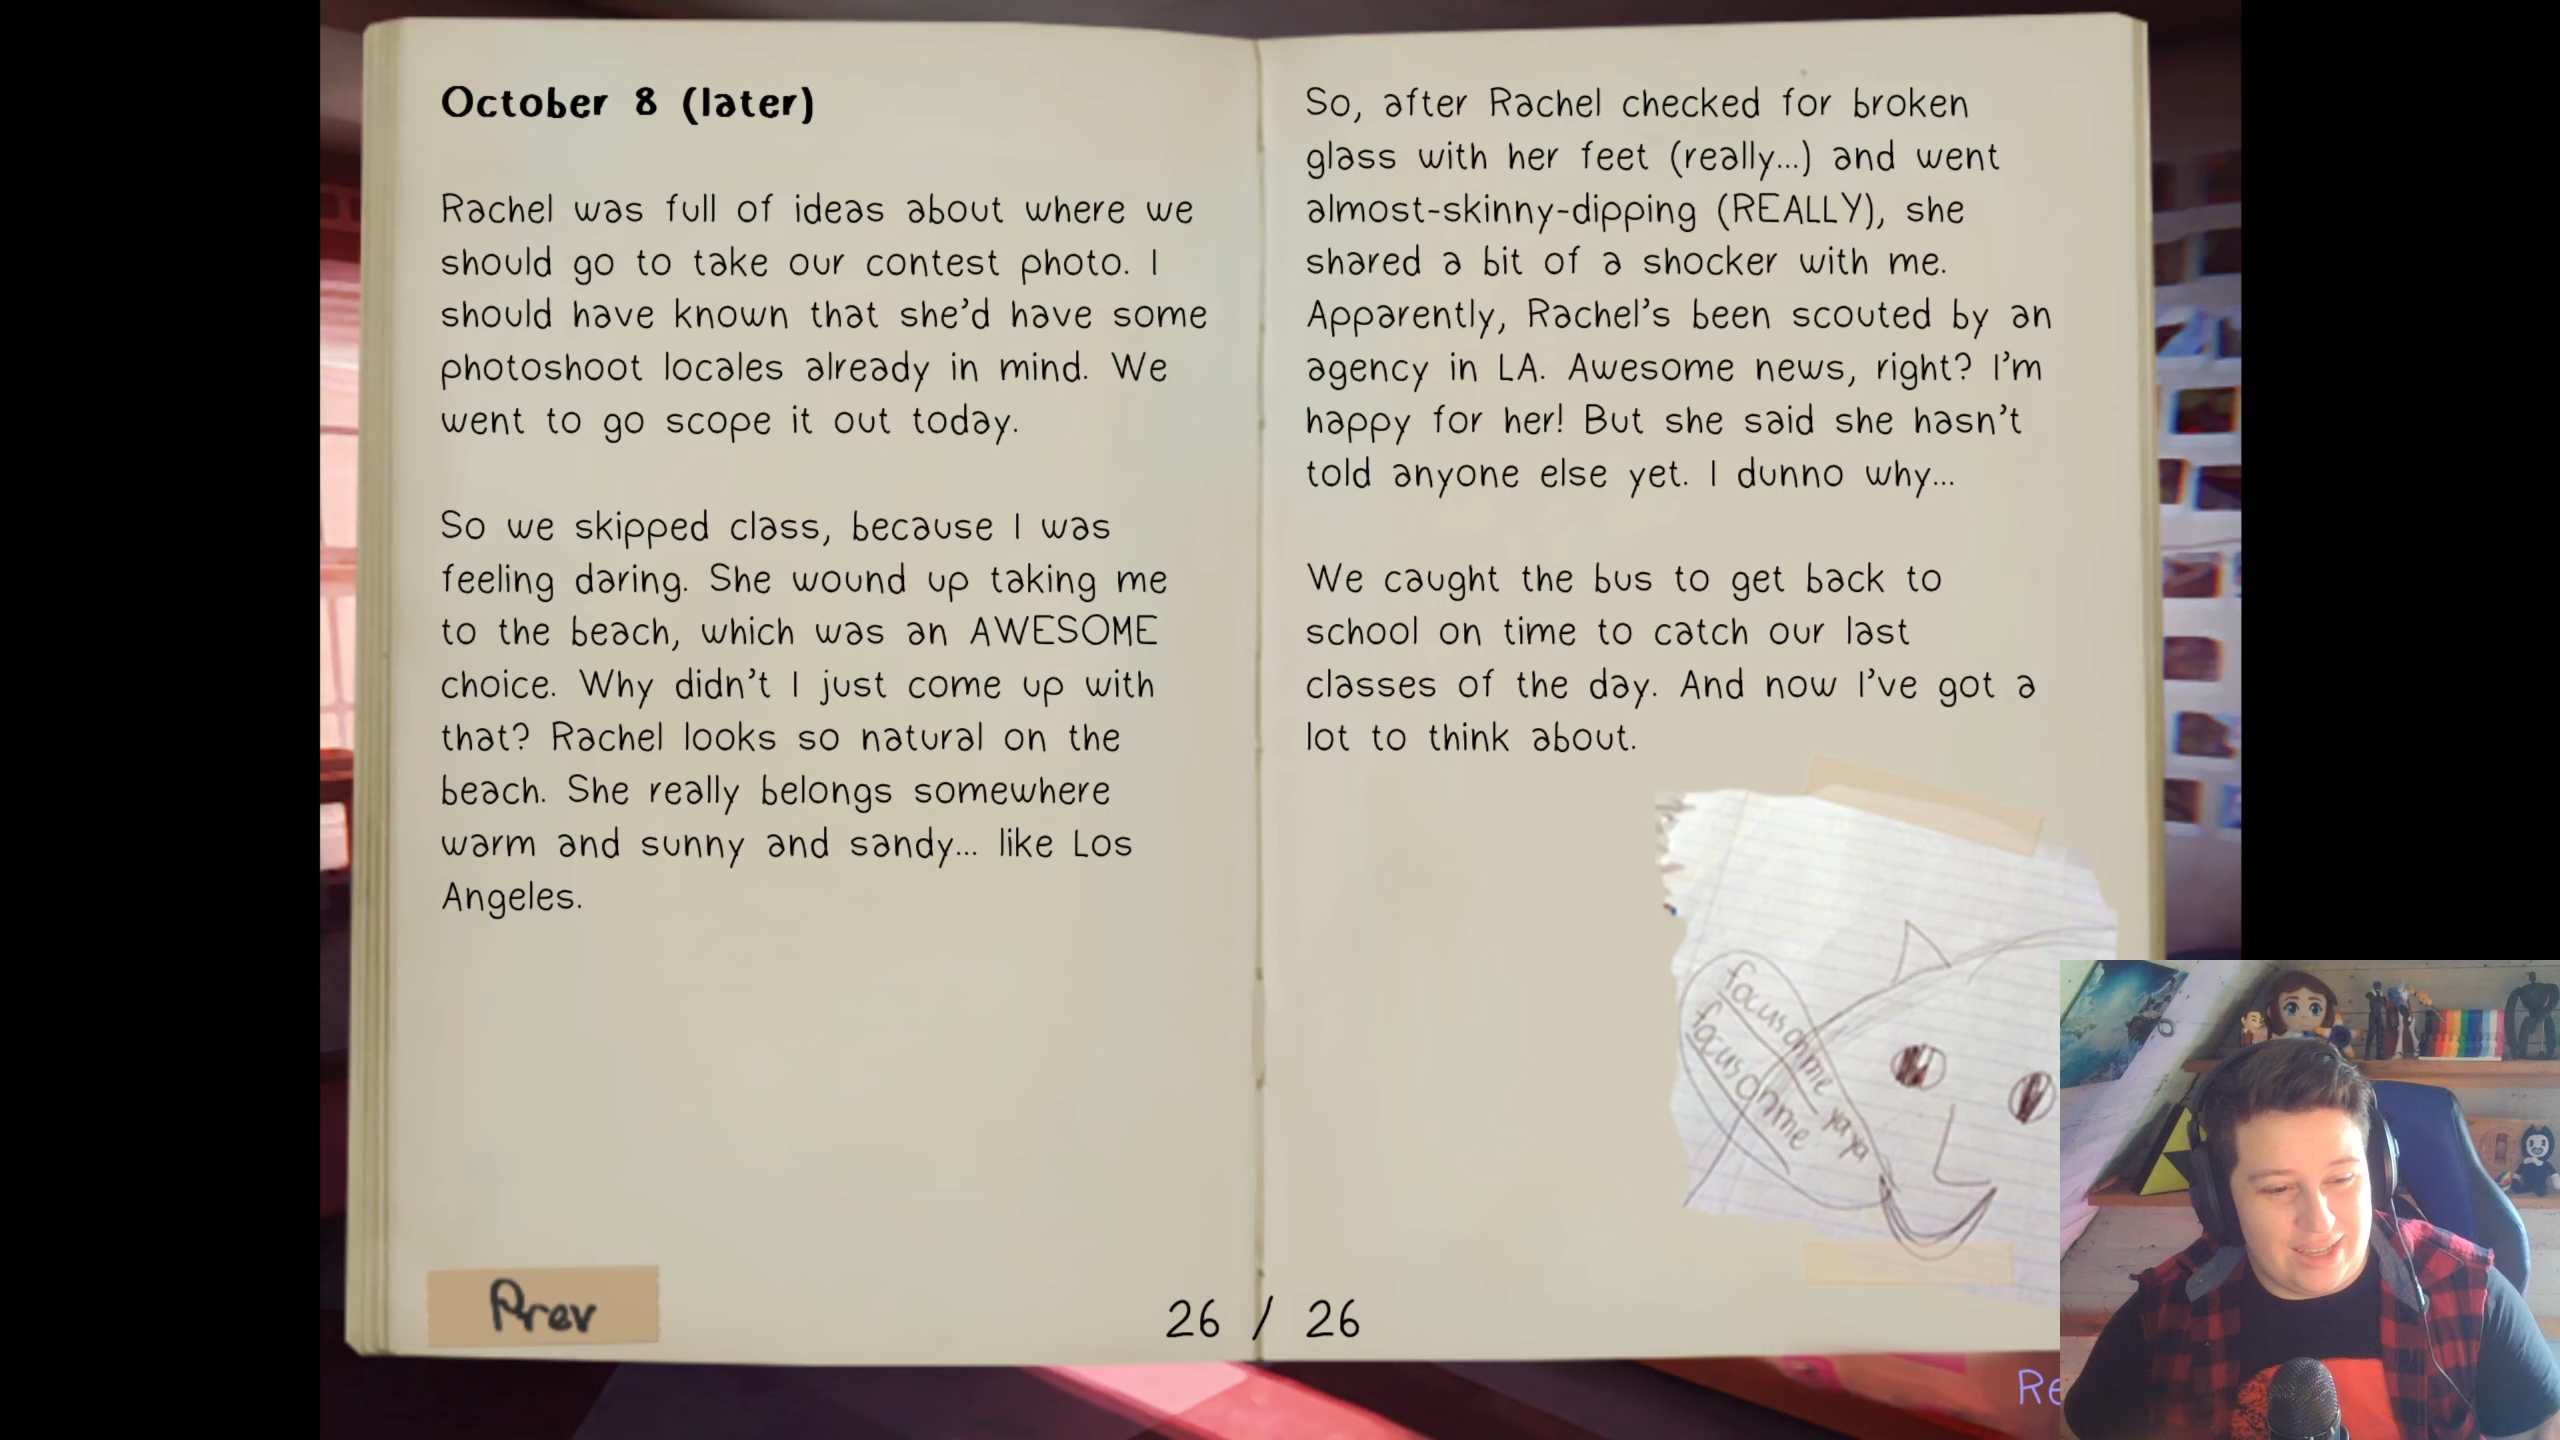 October 8 (later)
Rachel was full of ideas about where we
should go to take our contest photo. I
should have known that she'd have some
photoshoot locales already in mind. We
went to go scope it out today.
So we skipped class, because I was
feeling daring. She wound up taking me
to the beach, which was an AWESOME
choice. Why didn't I just come up with
that? Rachel looks so natural on the
beach. She really belongs somewhere
warm and sunny and sandy... like Los
Angeles.
So, after Rachel checked for broken
glass with her feet (really...) and went
almost-skinny-dipping (REALLY), she
shared a bit of a shocker with me.
Apparently, Rachel's been scouted by an
agency in LA. Awesome news, right? I'm
happy for her! But she said she hasn't
told anyone else yet. I dunno why...
We caught the bus to get back to
school on time to catch our last
classes of the day. And now I've got a
lot to think about.
focus on me ya ya
focus on me
Prev
26 / 26